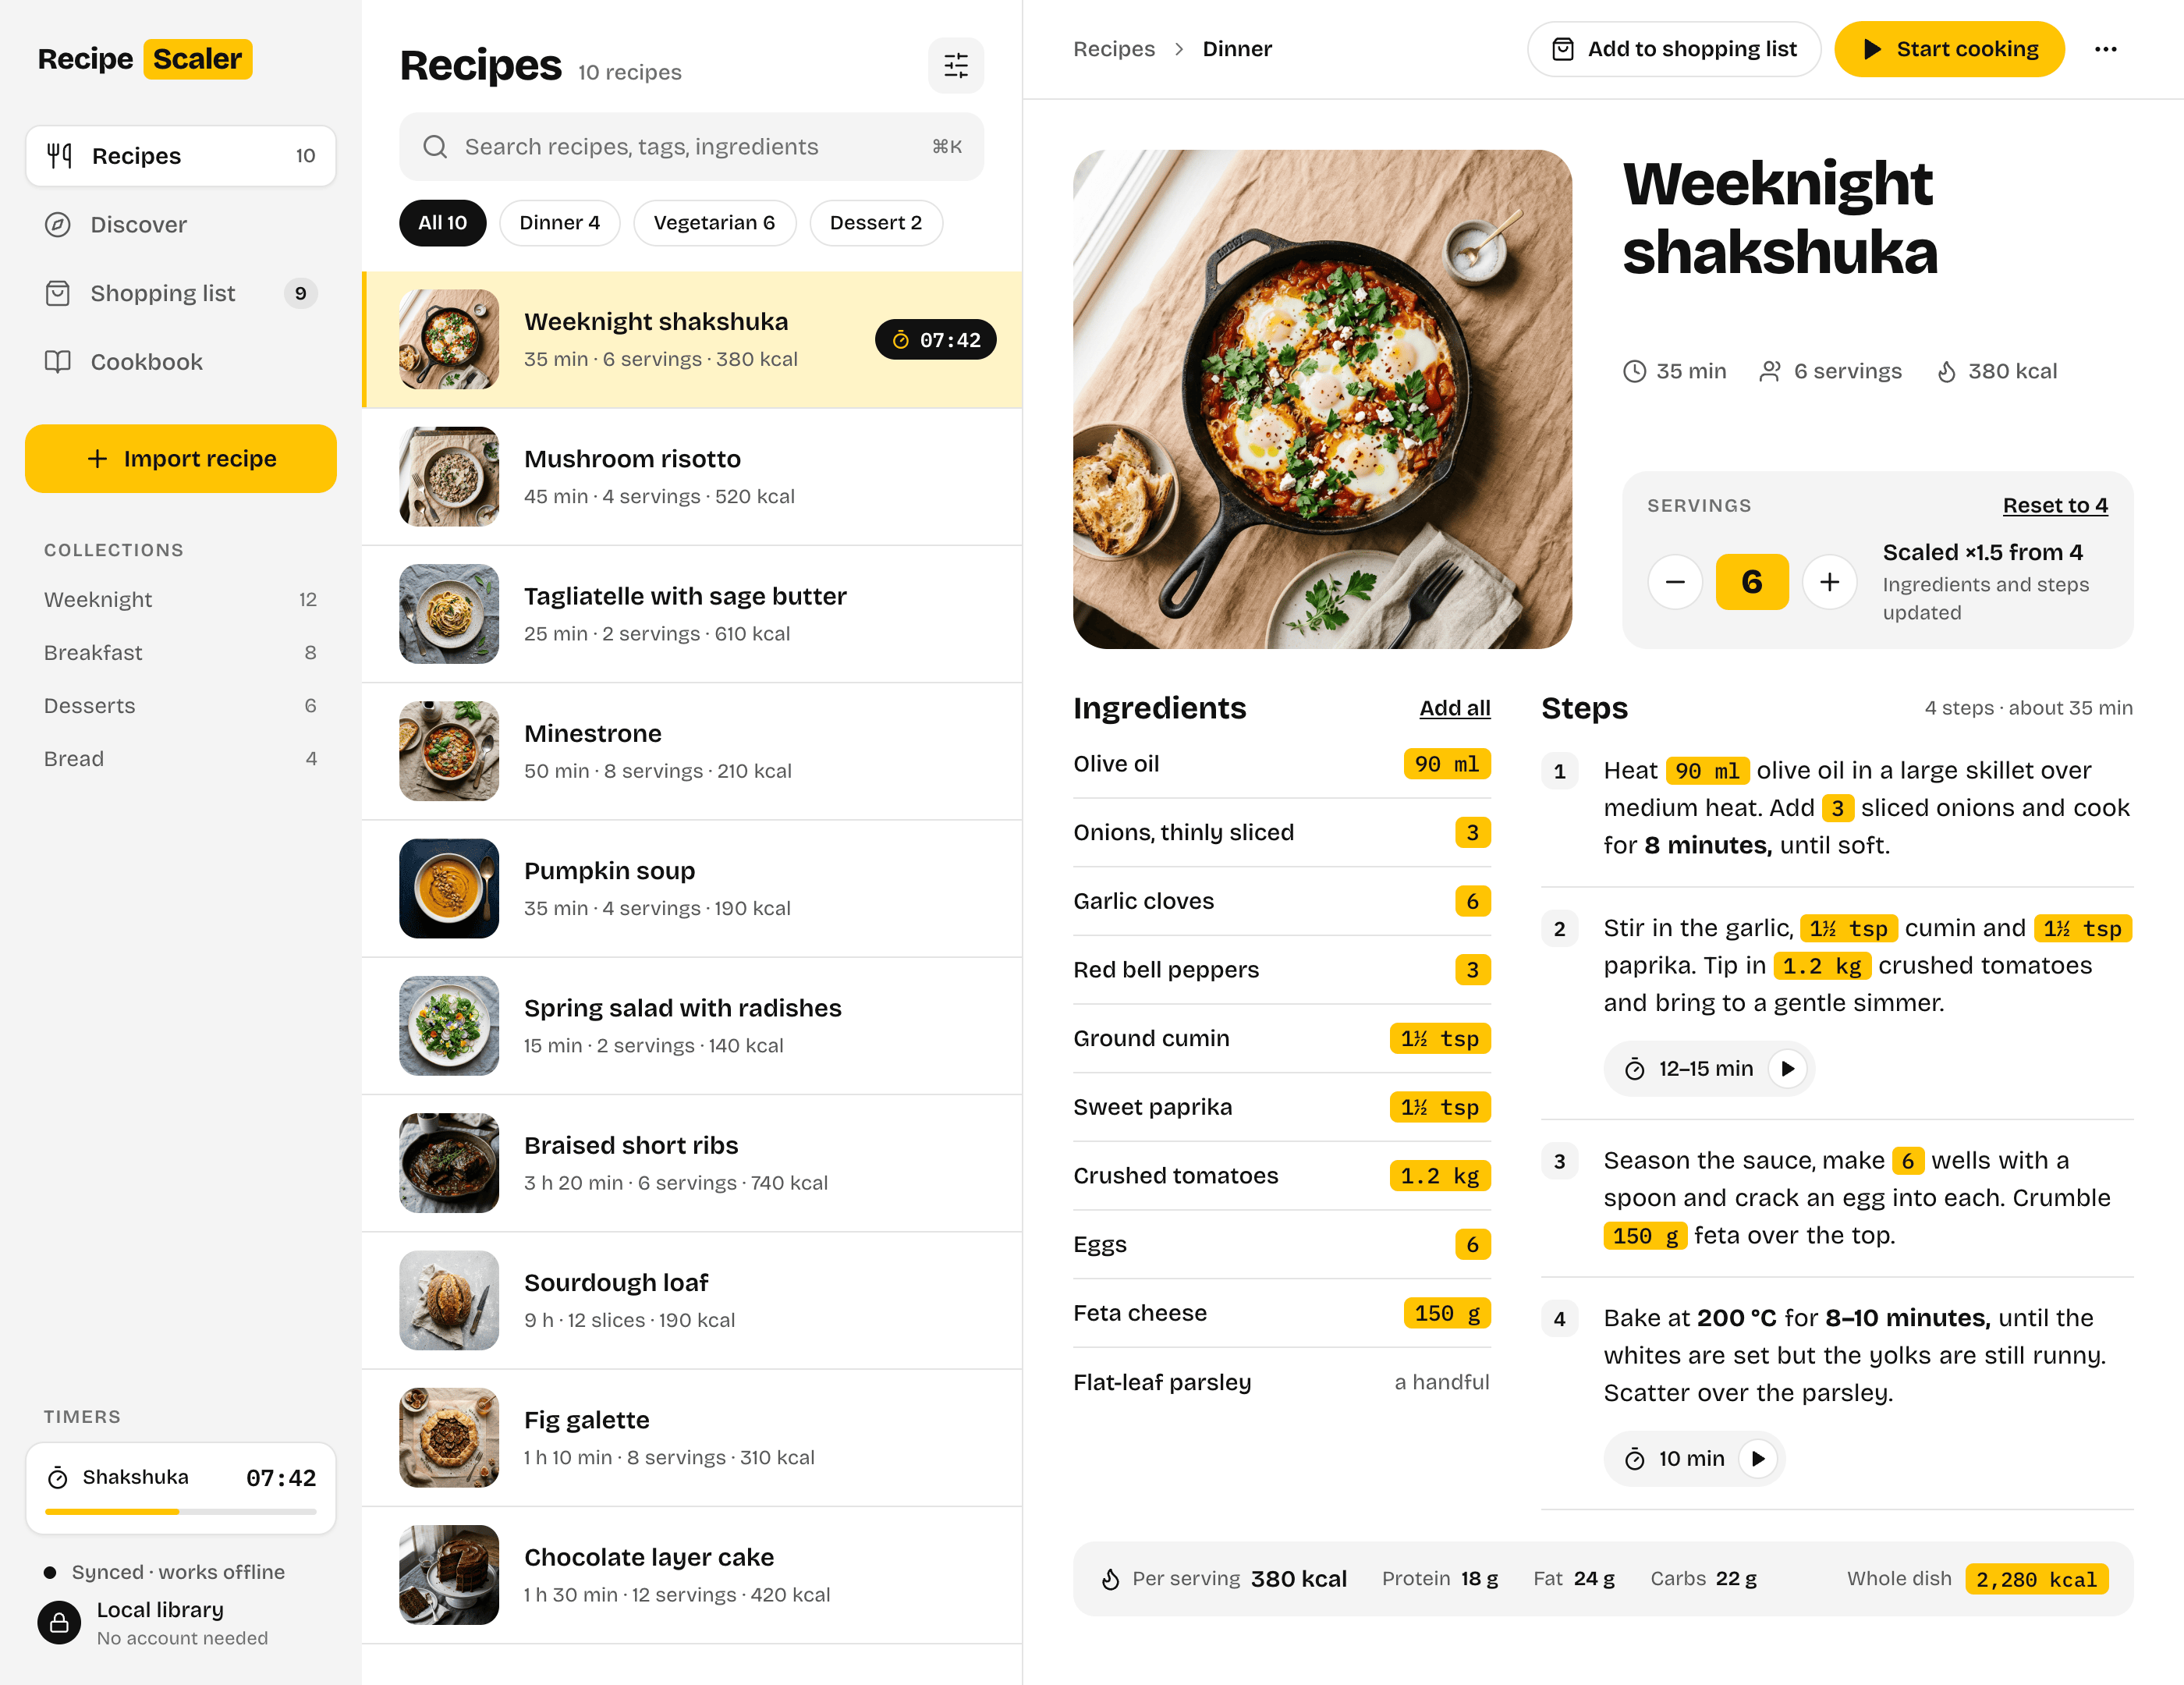 Recipe Scaler
Recipes 10
Discover
Shopping list 9
Cookbook
Import recipe
COLLECTIONS
Weeknight 12
Breakfast 8
Desserts 6
Bread 4
TIMERS
Shakshuka 07:42
Synced · works offline
Local library
No account needed
Recipes 10 recipes
Search recipes, tags, ingredients ⌘K
All 10 Dinner 4 Vegetarian 6 Dessert 2
Weeknight shakshuka
35 min · 6 servings · 380 kcal
07:42
Mushroom risotto
45 min · 4 servings · 520 kcal
Tagliatelle with sage butter
25 min · 2 servings · 610 kcal
Minestrone
50 min · 8 servings · 210 kcal
Pumpkin soup
35 min · 4 servings · 190 kcal
Spring salad with radishes
15 min · 2 servings · 140 kcal
Braised short ribs
3 h 20 min · 6 servings · 740 kcal
Sourdough loaf
9 h · 12 slices · 190 kcal
Fig galette
1 h 10 min · 8 servings · 310 kcal
Chocolate layer cake
1 h 30 min · 12 servings · 420 kcal
Recipes > Dinner
Add to shopping list
Start cooking
Weeknight
shakshuka
35 min 6 servings 380 kcal
SERVINGS Reset to 4
6
Scaled ×1.5 from 4
Ingredients and steps
updated
Ingredients Add all
Olive oil 90 ml
Onions, thinly sliced 3
Garlic cloves 6
Red bell peppers 3
Ground cumin 1½ tsp
Sweet paprika 1½ tsp
Crushed tomatoes 1.2 kg
Eggs 6
Feta cheese 150 g
Flat-leaf parsley a handful
Steps 4 steps · about 35 min
1 Heat 90 ml olive oil in a large skillet over
medium heat. Add 3 sliced onions and cook
for 8 minutes, until soft.
2 Stir in the garlic, 1½ tsp cumin and 1½ tsp
paprika. Tip in 1.2 kg crushed tomatoes
and bring to a gentle simmer.
12–15 min
3 Season the sauce, make 6 wells with a
spoon and crack an egg into each. Crumble
150 g feta over the top.
4 Bake at 200 °C for 8–10 minutes, until the
whites are set but the yolks are still runny.
Scatter over the parsley.
10 min
Per serving 380 kcal Protein 18 g Fat 24 g Carbs 22 g Whole dish 2,280 kcal